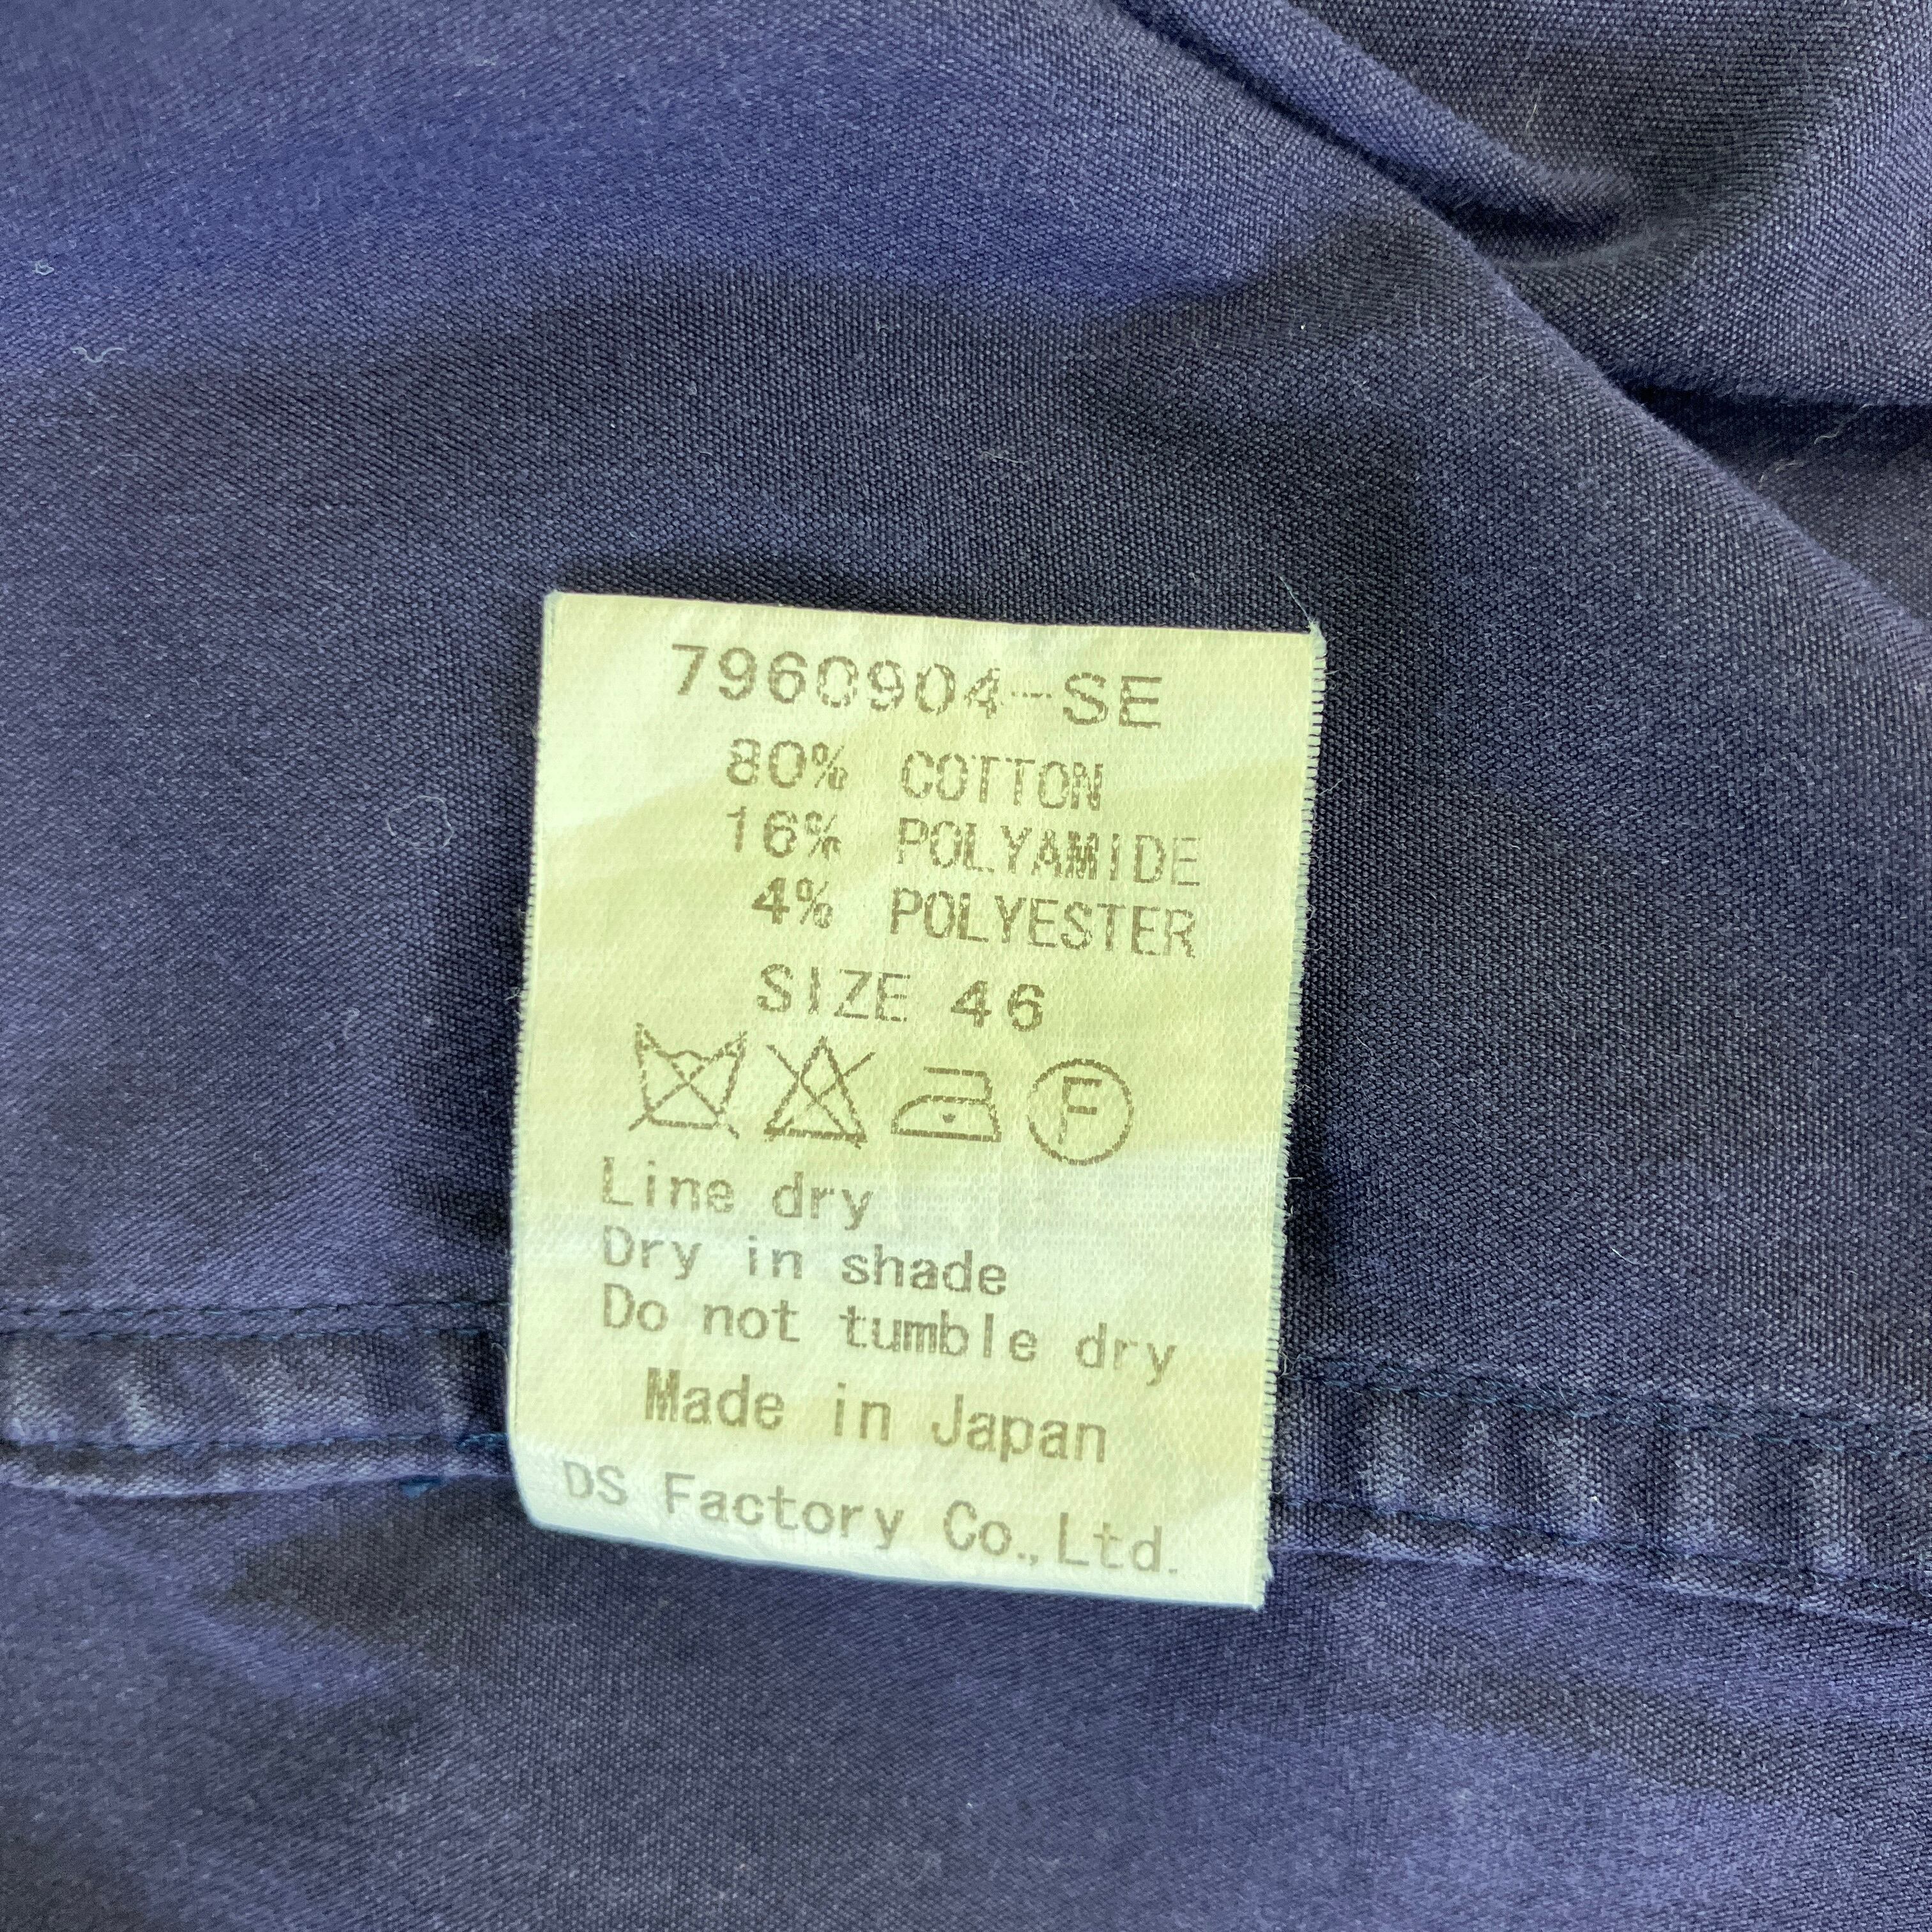 7960904-SE
80% COTTON
16% POLYAMIDE
4% POLYESTER
SIZE 46
F
Line dry
Dry in shade
Do not tumble dry
Made in Japan
DS Factory Co., Ltd.